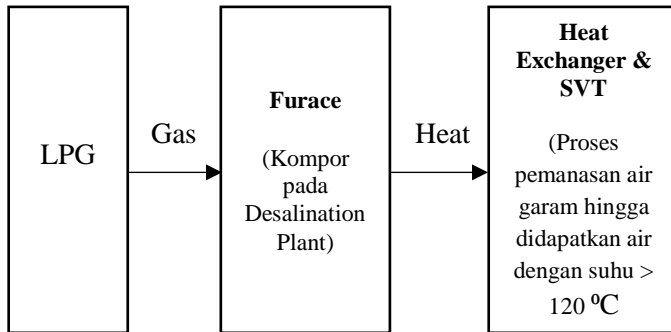 LPG
Gas
Furace
(Kompor
pada
Desalination
Plant)
Heat
Heat
Exchanger &
SVT
(Proses
pemanasan air
garam hingga
didapatkan air
dengan suhu >
120 ⁰C